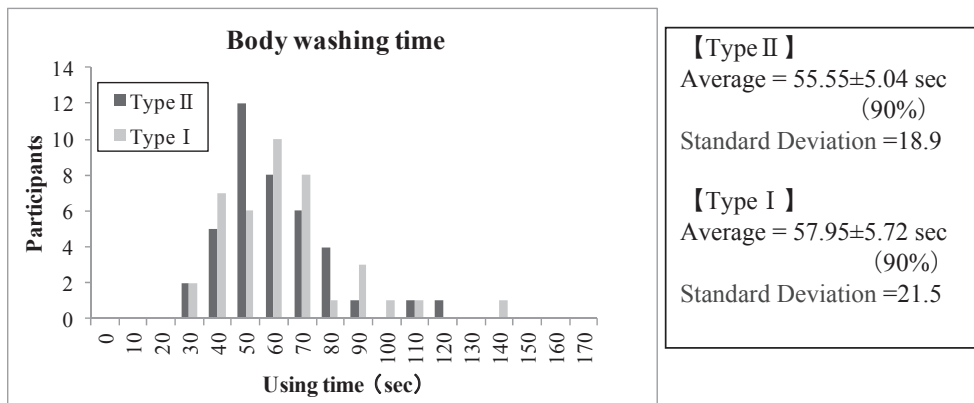 Body washing time
14
12
10
8
6
4
2
0
Participants
Type Ⅱ
Type Ⅰ
0 10 20 30 40 50 60 70 80 90 100 110 120 130 140 150 160 170
Using time（sec）
【Type Ⅱ】
Average = 55.55±5.04 sec
(90%)
Standard Deviation =18.9
【Type Ⅰ】
Average = 57.95±5.72 sec
(90%)
Standard Deviation =21.5